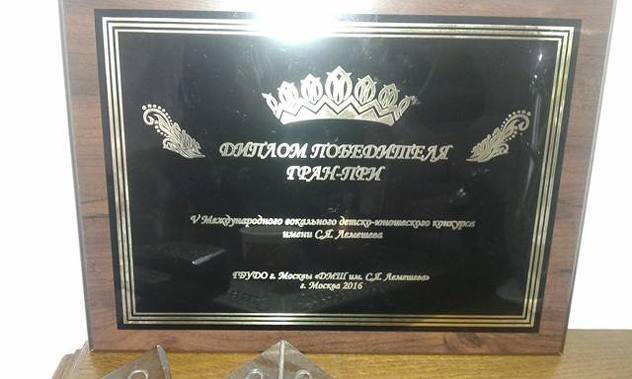 ДИПЛОМ ПОБЕДИТЕЛЯ
ГРАН-ПРИ
V Международного вокального детско-юношеского конкурса
имени С.Я. Лемешева
ГБУДО г. Москвы «ДМШ им. С.Я. Лемешева»
г. Москва 2016